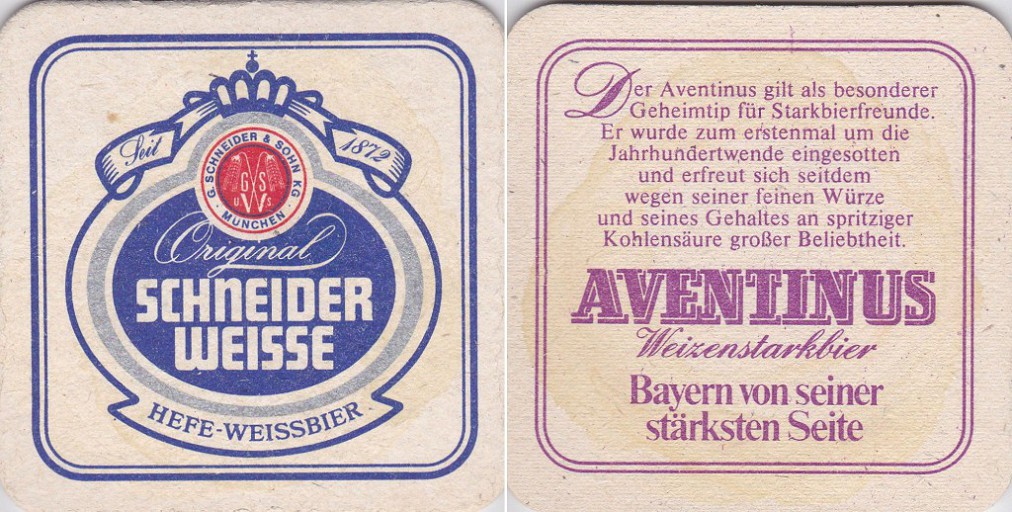 Seit 1872
G. SCHNEIDER & SOHN KG
· MÜNCHEN ·
G S
U. W S.
Original
SCHNEIDER
WEISSE
HEFE-WEISSBIER
Der Aventinus gilt als besonderer
Geheimtip für Starkbierfreunde.
Er wurde zum erstenmal um die
Jahrhundertwende eingesotten
und erfreut sich seitdem
wegen seiner feinen Würze
und seines Gehaltes an spritziger
Kohlensäure großer Beliebtheit.
AVENTINUS
Weizenstarkbier
Bayern von seiner
stärksten Seite